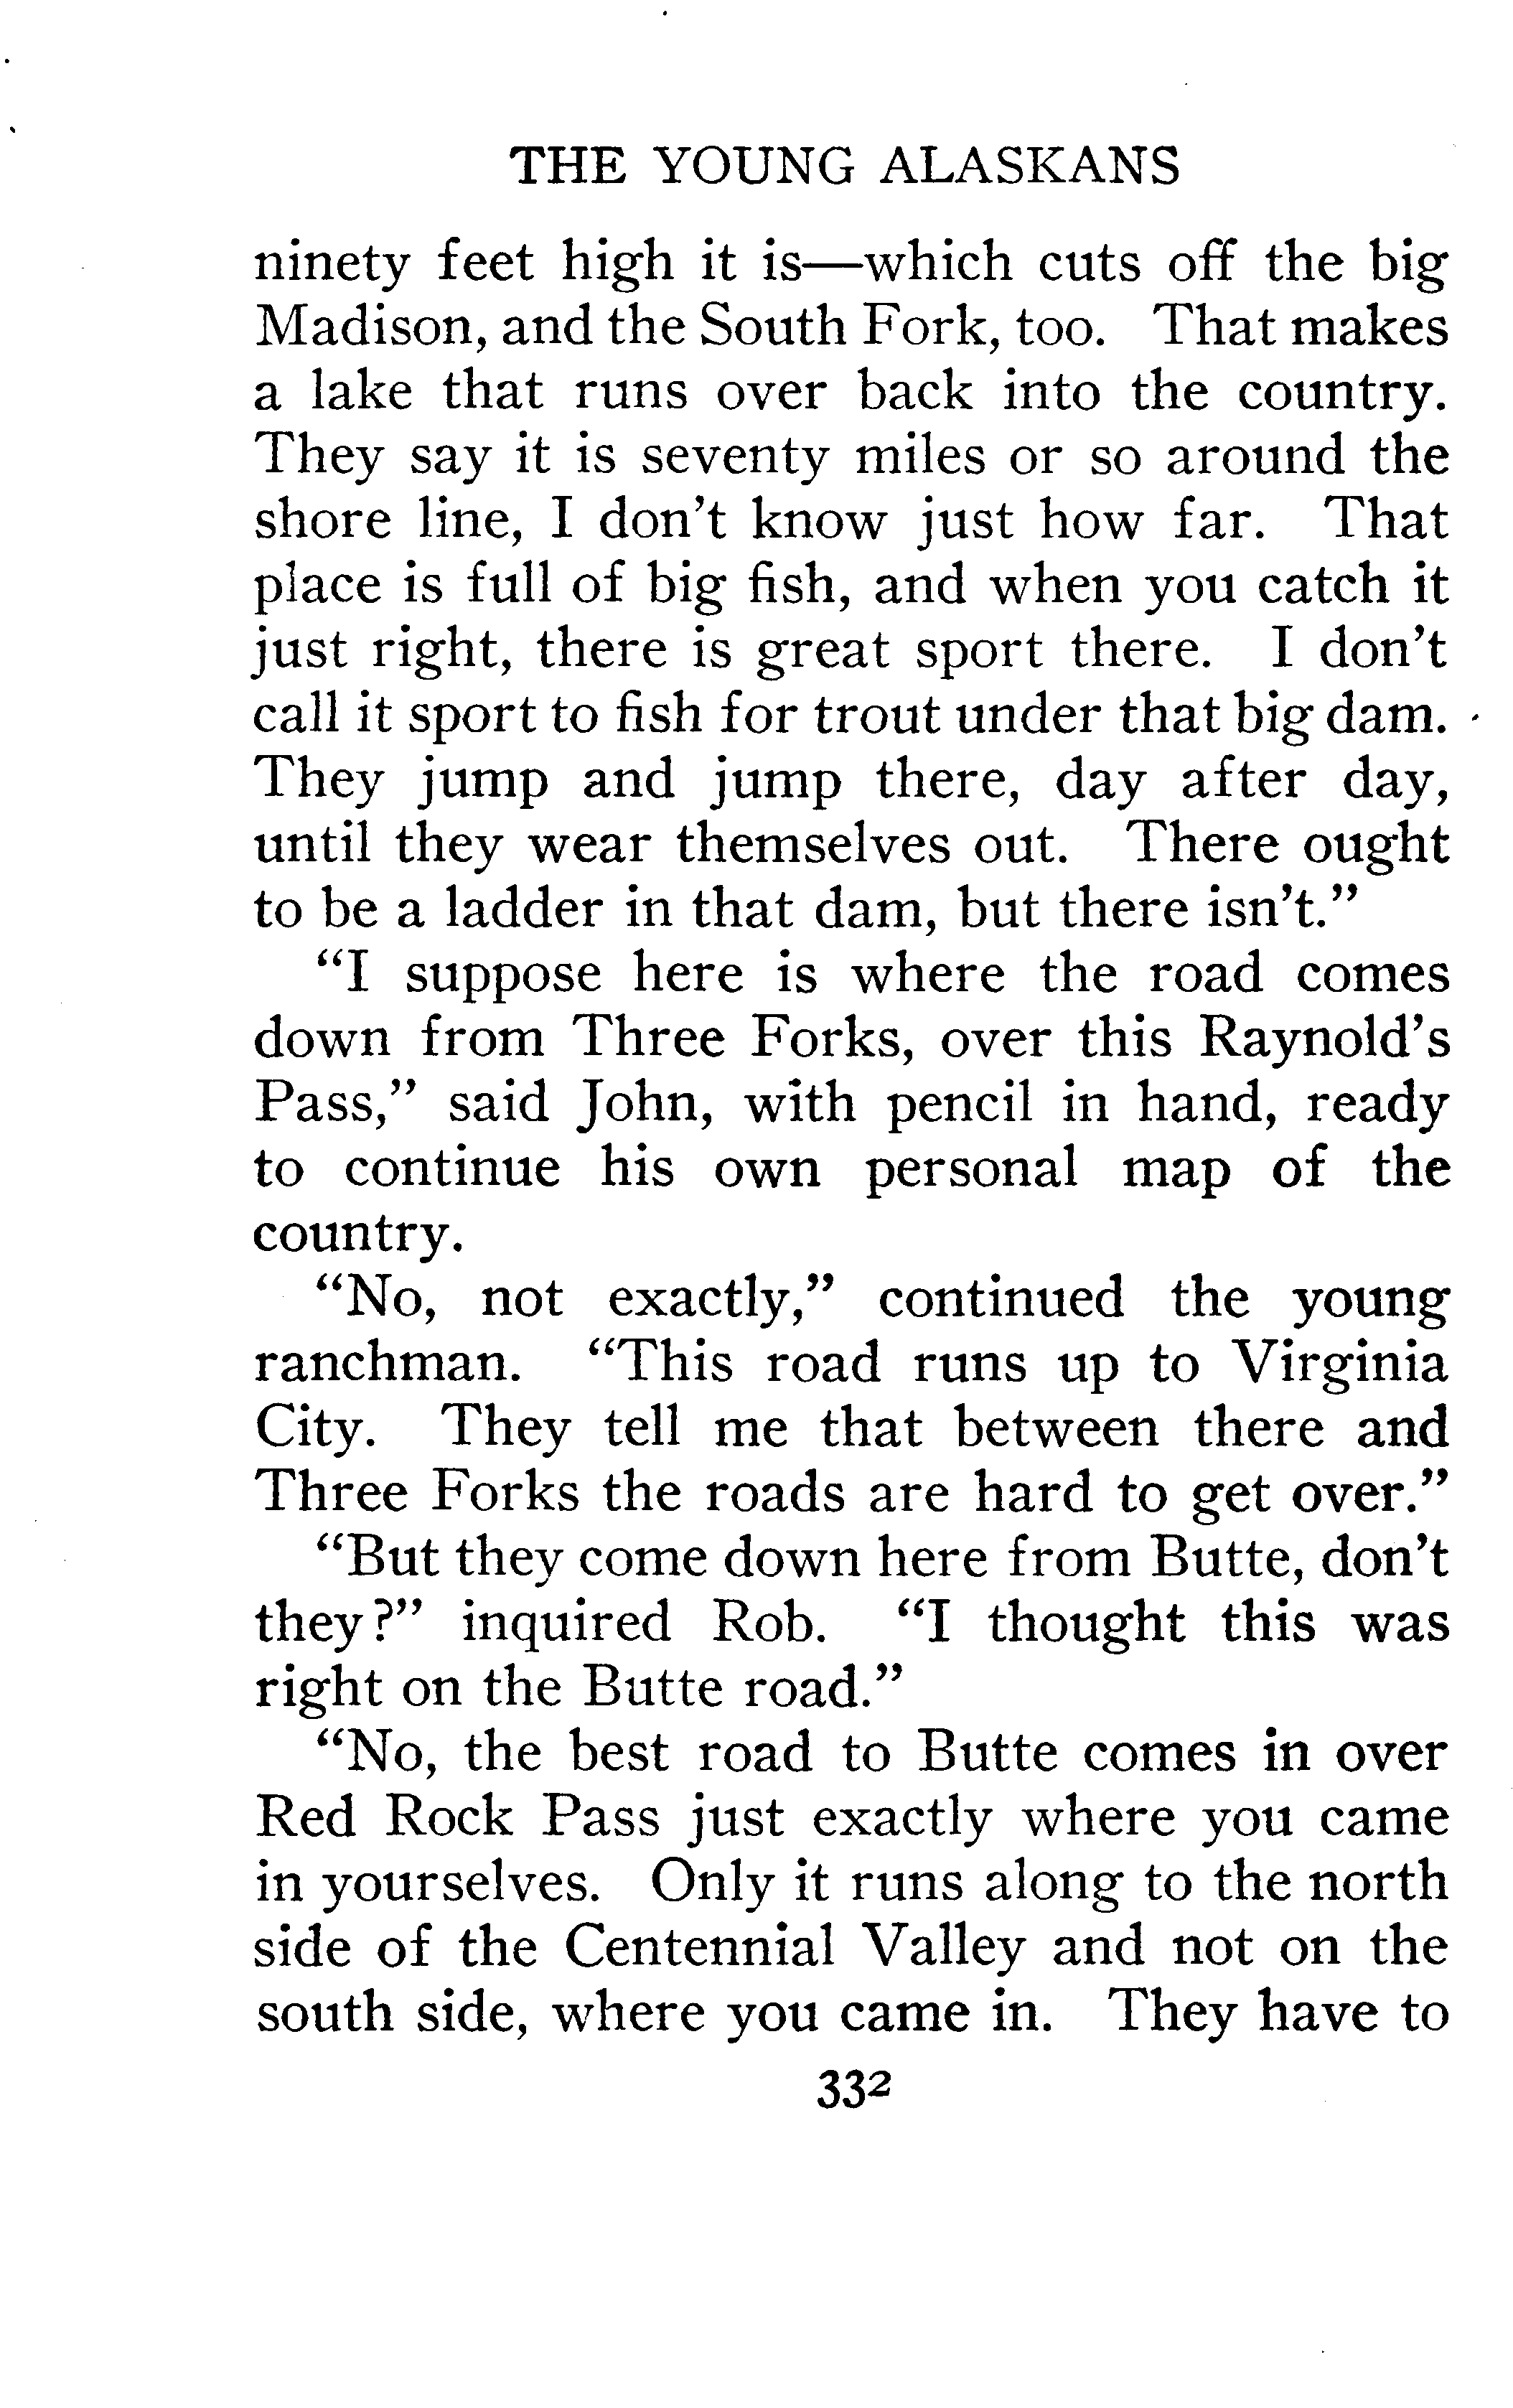 THE YOUNG ALASKANS
ninety feet high it is—which cuts off the big
Madison, and the South Fork, too. That makes
a lake that runs over back into the country.
They say it is seventy miles or so around the
shore line, I don't know just how far. That
place is full of big fish, and when you catch it
just right, there is great sport there. I don't
call it sport to fish for trout under that big dam.
They jump and jump there, day after day,
until they wear themselves out. There ought
to be a ladder in that dam, but there isn't."
"I suppose here is where the road comes
down from Three Forks, over this Raynold's
Pass," said John, with pencil in hand, ready
to continue his own personal map of the
country.
"No, not exactly," continued the young
ranchman. "This road runs up to Virginia
City. They tell me that between there and
Three Forks the roads are hard to get over."
"But they come down here from Butte, don't
they?" inquired Rob. "I thought this was
right on the Butte road."
"No, the best road to Butte comes in over
Red Rock Pass just exactly where you came
in yourselves. Only it runs along to the north
side of the Centennial Valley and not on the
south side, where you came in. They have to
332